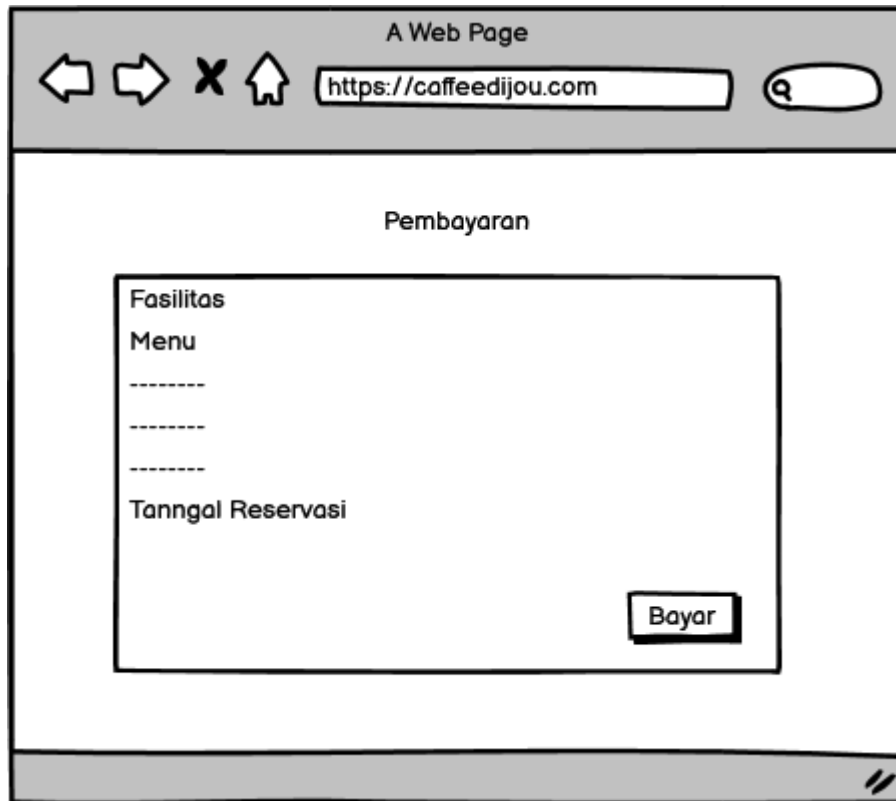 A Web Page
https://caffeedijou.com
Pembayaran
Fasilitas
Menu
--------
--------
--------
Tanngal Reservasi
Bayar